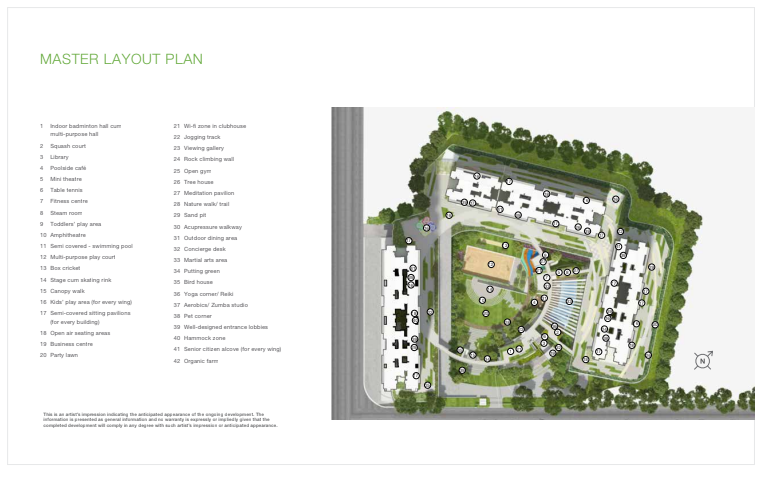 MASTER LAYOUT PLAN
1 Indoor badminton hall cum
multi-purpose hall
2 Squash court
3 Library
4 Poolside café
5 Mini theatre
6 Table tennis
7 Fitness centre
8 Steam room
9 Toddlers' play area
10 Amphitheatre
11 Semi covered - swimming pool
12 Multi-purpose play court
13 Box cricket
14 Stage cum skating rink
15 Canopy walk
16 Kids' play area (for every wing)
17 Semi-covered sitting pavilions
(for every building)
18 Open air seating areas
19 Business centre
20 Party lawn
21 Wi-fi zone in clubhouse
22 Jogging track
23 Viewing gallery
24 Rock climbing wall
25 Open gym
26 Tree house
27 Meditation pavilion
28 Nature walk/ trail
29 Sand pit
30 Acupressure walkway
31 Outdoor dining area
32 Concierge desk
33 Martial arts area
34 Putting green
35 Bird house
36 Yoga corner/ Reiki
37 Aerobics/ Zumba studio
38 Pet corner
39 Well-designed entrance lobbies
40 Hammock zone
41 Senior citizen alcove (for every wing)
42 Organic farm
This is an artist's impression indicating the anticipated appearance of the ongoing development. The
information is presented as general information and no warranty is expressly or impliedly given that the
completed development will comply in any degree with such artist's impression or anticipated appearance.
N